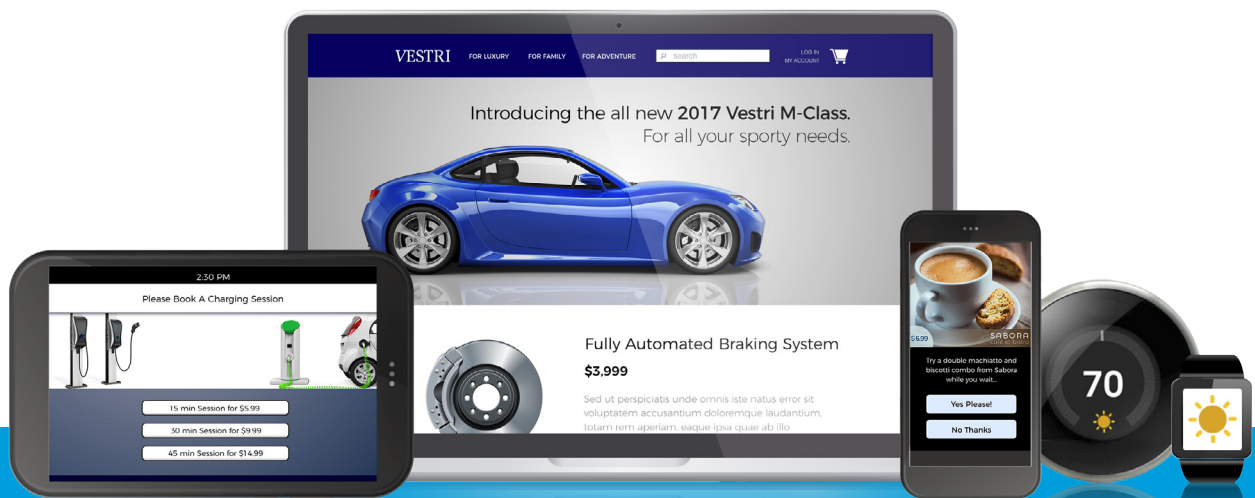 VESTRI
FOR LUXURY
FOR FAMILY
FOR ADVENTURE
search
LOG IN
MY ACCOUNT
Introducing the all new 2017 Vestri M-Class.
For all your sporty needs.
Fully Automated Braking System
$3,999
Sed ut perspiciatis unde omnis iste natus error sit
voluptatem accusantium doloremque laudantium,
totam rem aperiam, eaque ipsa quae ab illo
2:30 PM
Please Book A Charging Session
15 min Session for $5.99
30 min Session for $9.99
45 min Session for $14.99
$6.99
SABORA
café et bistro
Try a double machiatto and
biscotti combo from Sabora
while you wait...
Yes Please!
No Thanks
70